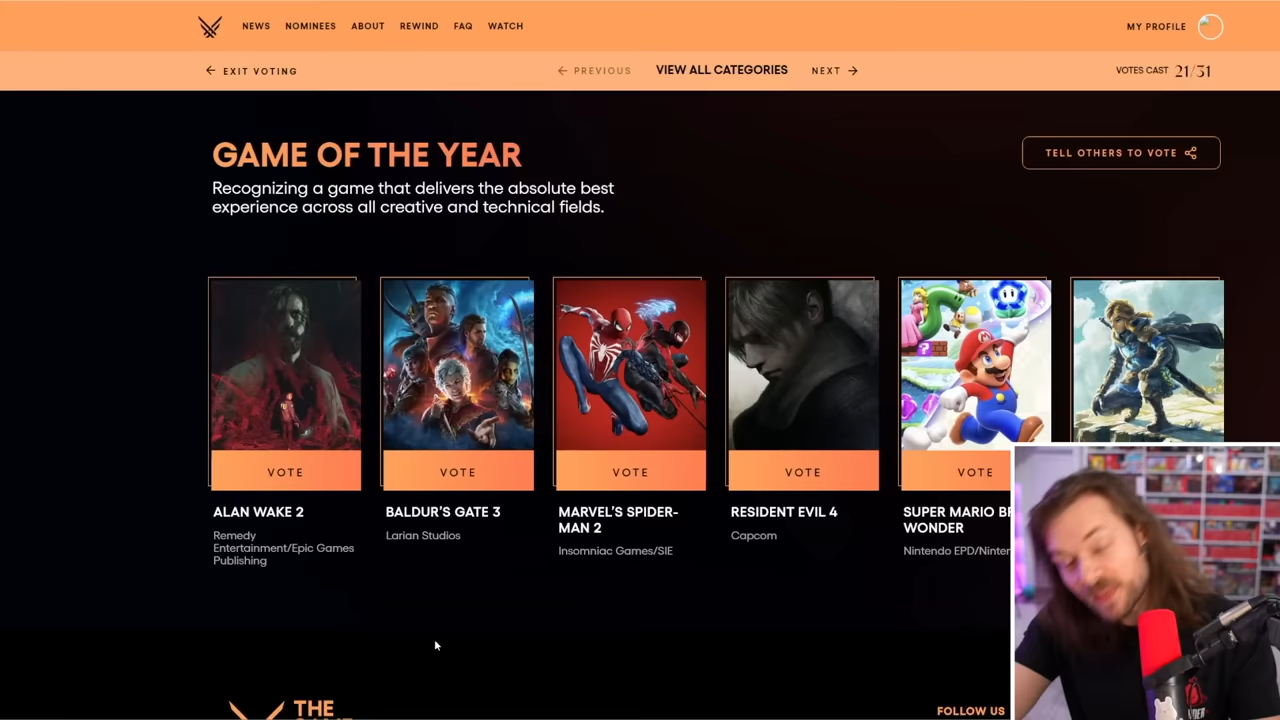 NEWS NOMINEES ABOUT REWIND FAQ WATCH
MY PROFILE
EXIT VOTING
PREVIOUS VIEW ALL CATEGORIES NEXT
VOTES CAST 21/31
GAME OF THE YEAR
TELL OTHERS TO VOTE
Recognizing a game that delivers the absolute best
experience across all creative and technical fields.
VOTE VOTE VOTE VOTE VOTE
ALAN WAKE 2
Remedy
Entertainment/Epic Games
Publishing
BALDUR'S GATE 3
Larian Studios
MARVEL'S SPIDER-
MAN 2
Insomniac Games/SIE
RESIDENT EVIL 4
Capcom
SUPER MARIO
WONDER
Nintendo
THE
FOLLOW US